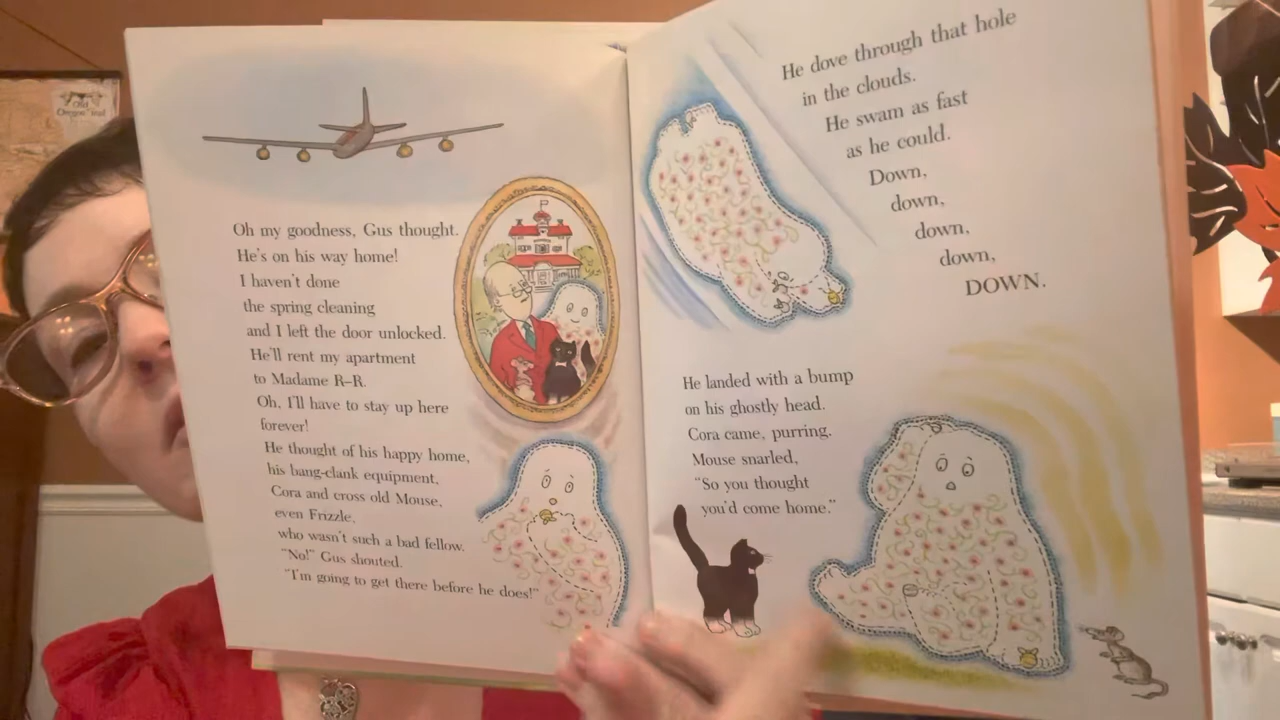 Old
Oregon Trail
Oh my goodness, Gus thought.
He's on his way home!
I haven't done
the spring cleaning
and I left the door unlocked.
He'll rent my apartment
to Madame R–R.
Oh, I'll have to stay up here
forever!
He thought of his happy home,
his bang-clank equipment,
Cora and cross old Mouse,
even Frizzle,
who wasn't such a bad fellow.
"No!" Gus shouted.
"I'm going to get there before he does!"
He dove through that hole
in the clouds.
He swam as fast
as he could.
Down,
down,
down,
down,
DOWN.
He landed with a bump
on his ghostly head.
Cora came, purring.
Mouse snarled,
"So you thought
you'd come home."